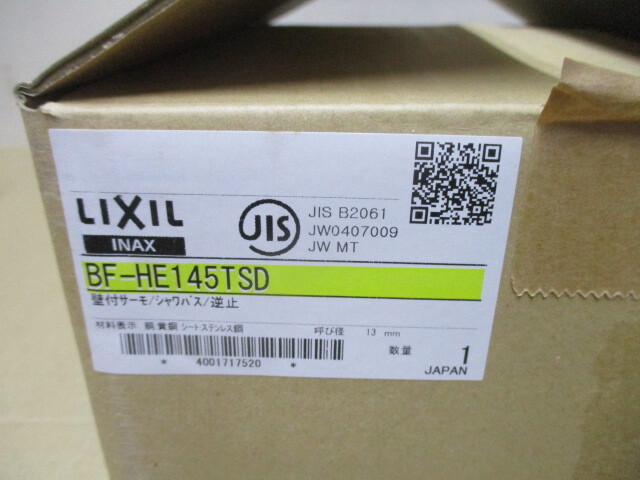 LIXIL
INAX
JIS
JIS B2061
JW0407009
JW MT
BF-HE145TSD
壁付サーモ/シャワバス/逆止
材料表示 銅:黄銅 シート:ステンレス鋼 呼び径 13 mm
* 4001717520 *
数量 1
JAPAN